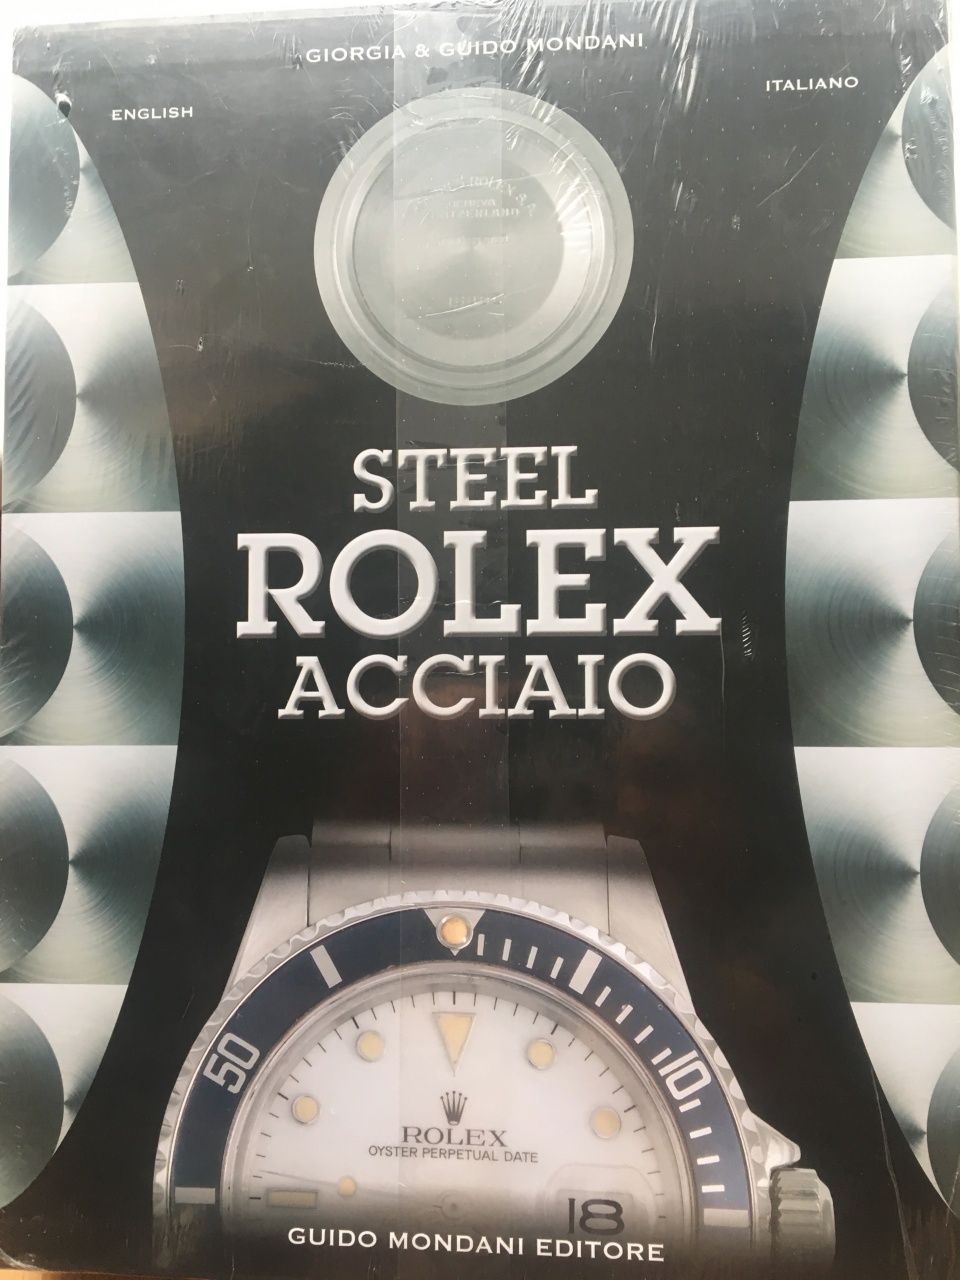 GIORGIA & GUIDO MONDANI
ENGLISH
ITALIANO
STEEL
ROLEX
ACCIAIO
50
10
ROLEX
OYSTER PERPETUAL DATE
18
GUIDO MONDANI EDITORE